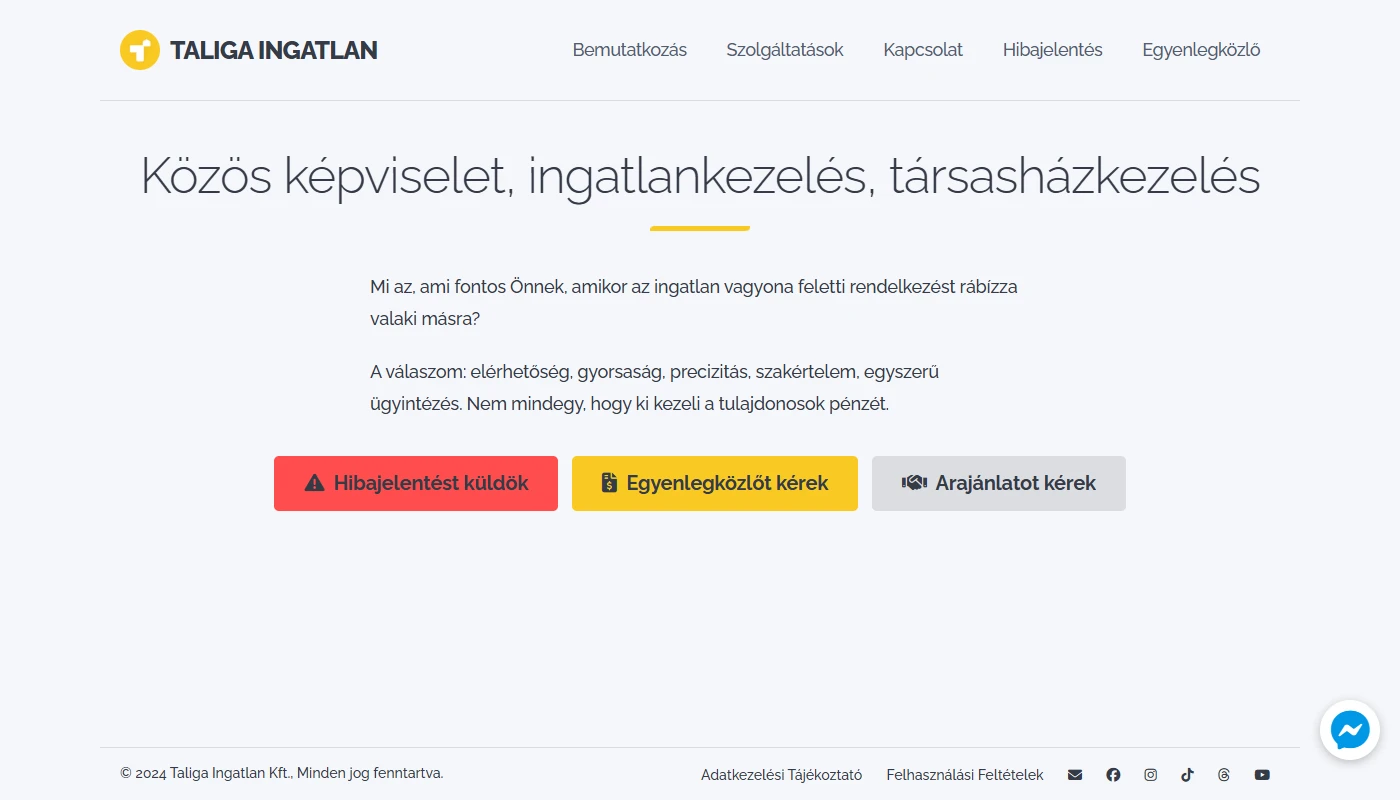 TALIGA INGATLAN
Bemutatkozás
Szolgáltatások
Kapcsolat
Hibajelentés
Egyenlegközlő
Közös képviselet, ingatlankezelés, társasházkezelés
Mi az, ami fontos Önnek, amikor az ingatlan vagyona feletti rendelkezést rábízza
valaki másra?
A válaszom: elérhetőség, gyorsaság, precizitás, szakértelem, egyszerű
ügyintézés. Nem mindegy, hogy ki kezeli a tulajdonosok pénzét.
Hibajelentést küldök
Egyenlegközlőt kérek
Arajánlatot kérek
© 2024 Taliga Ingatlan Kft., Minden jog fenntartva.
Adatkezelési Tájékoztató
Felhasználási Feltételek